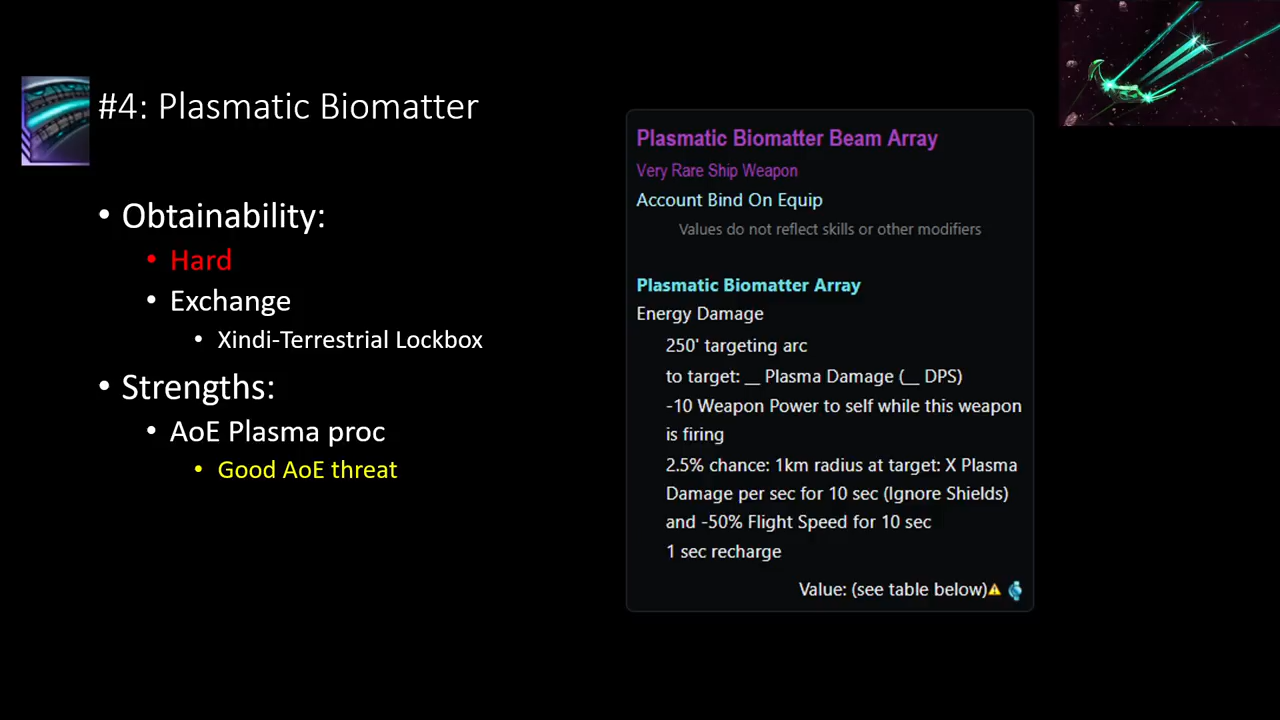 #4: Plasmatic Biomatter
• Obtainability:
• Hard
• Exchange
• Xindi-Terrestrial Lockbox
• Strengths:
• AoE Plasma proc
• Good AoE threat
Plasmatic Biomatter Beam Array
Very Rare Ship Weapon
Account Bind On Equip
Values do not reflect skills or other modifiers
Plasmatic Biomatter Array
Energy Damage
250' targeting arc
to target: __ Plasma Damage (__ DPS)
-10 Weapon Power to self while this weapon
is firing
2.5% chance: 1km radius at target: X Plasma
Damage per sec for 10 sec (Ignore Shields)
and -50% Flight Speed for 10 sec
1 sec recharge
Value: (see table below)